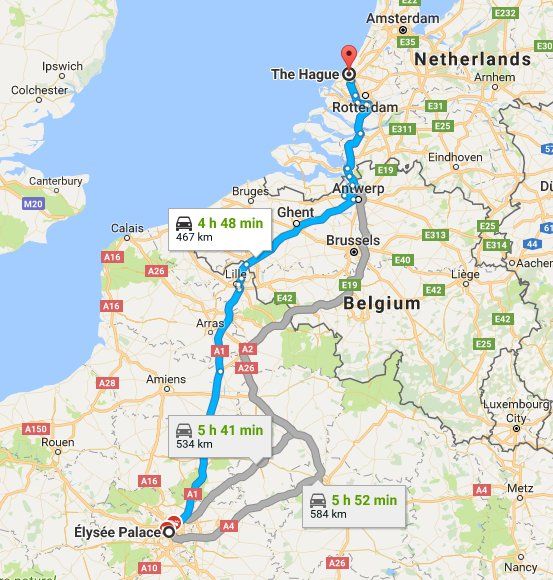 Amsterdam
Netherlands
Ipswich
The Hague
Colchester
Arnhem
Rotterdam
E35
E31
E311
E25
E19
Eindhoven
Canterbury
M20
Bruges
Antwerp
Ghent
4 h 48 min
467 km
Calais
Brussels
E313
E314
44
A16
A26
Lille
E40
Aachen
Liège
E42
E19
E42
E25
Belgium
A16
Arras
A1
A2
A26
A28
Amiens
Luxembourg
City
A150
Rouen
5 h 41 min
534 km
A16
A1
5 h 52 min
584 km
A4
Metz
A4
Élysée Palace
A10
Nancy